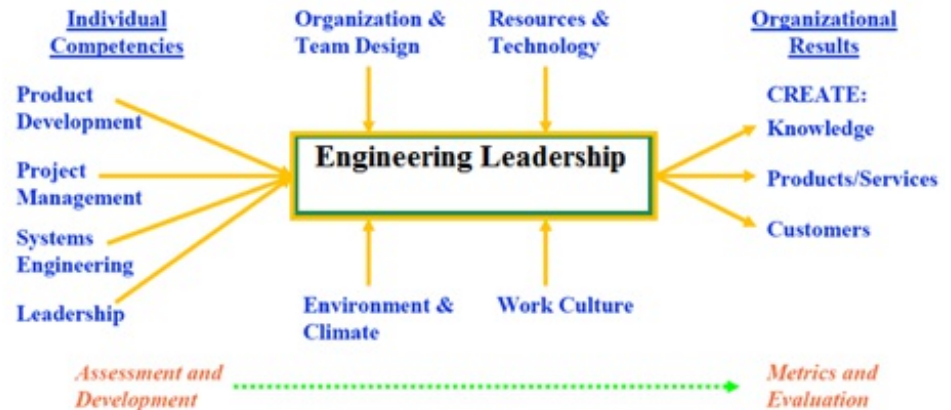 Individual
Competencies
Organization &
Team Design
Resources &
Technology
Organizational
Results
Product
Development
Project
Management
Systems
Engineering
Leadership
Engineering Leadership
CREATE:
Knowledge
Products/Services
Customers
Environment &
Climate
Work Culture
Assessment and
Development
Metrics and
Evaluation